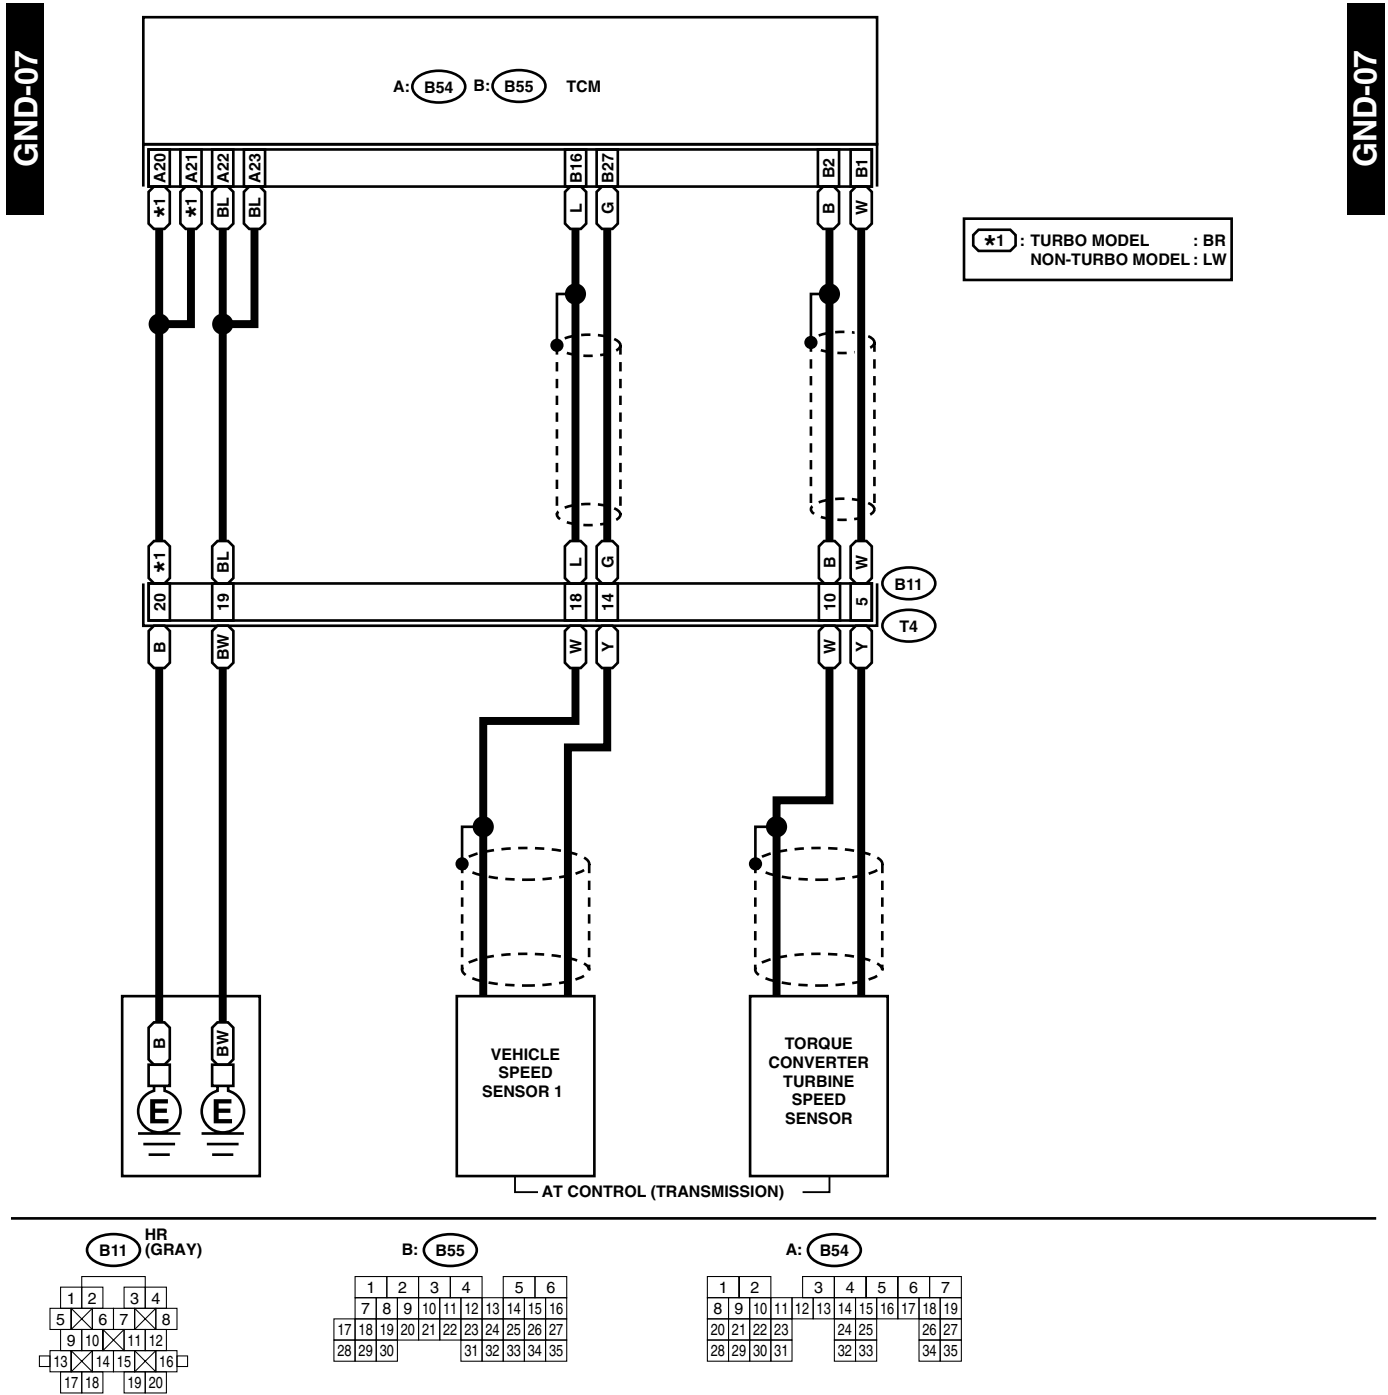 GND-07
GND-07
A: B54 B: B55 TCM
A20 A21 A22 A23 B16 B27 B2 B1
*1 *1 BL BL L G B W
*1 : TURBO MODEL : BR
NON-TURBO MODEL : LW
*1 BL L G B W
B11
20 19 18 14 10 5
T4
B BW W Y W Y
B BW
E E
VEHICLE
SPEED
SENSOR 1
TORQUE
CONVERTER
TURBINE
SPEED
SENSOR
AT CONTROL (TRANSMISSION)
B11 HR
(GRAY)
1 2 3 4
5 6 7 8
9 10 11 12
13 14 15 16
17 18 19 20
B: B55
1 2 3 4 5 6
7 8 9 10 11 12 13 14 15 16
17 18 19 20 21 22 23 24 25 26 27
28 29 30 31 32 33 34 35
A: B54
1 2 3 4 5 6 7
8 9 10 11 12 13 14 15 16 17 18 19
20 21 22 23 24 25 26 27
28 29 30 31 32 33 34 35